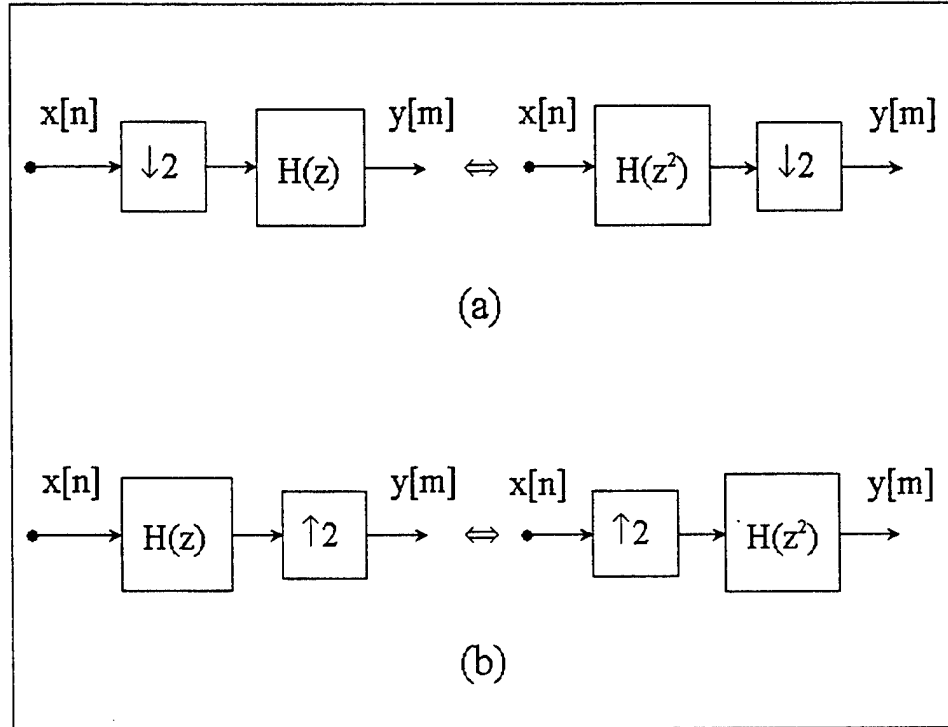 x[n] y[m] x[n] y[m]
↓2 H(z) ⇔ H(z²) ↓2
(a)
x[n] y[m] x[n] y[m]
H(z) ↑2 ⇔ ↑2 H(z²)
(b)